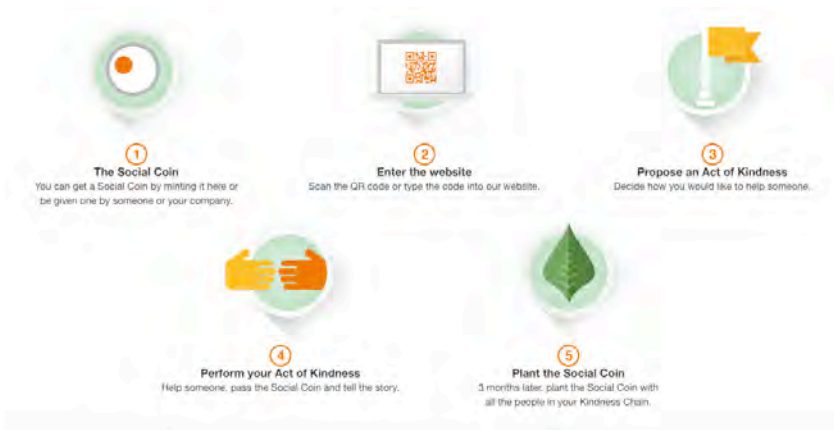 1
The Social Coin
You can get a Social Coin by minting it here or
be given one by someone or your company.
2
Enter the website
Scan the QR code or type the code into our website.
3
Propose an Act of Kindness
Decide how you would like to help someone.
4
Perform your Act of Kindness
Help someone, pass the Social Coin and tell the story.
5
Plant the Social Coin
3 months later, plant the Social Coin with
all the people in your Kindness Chain.